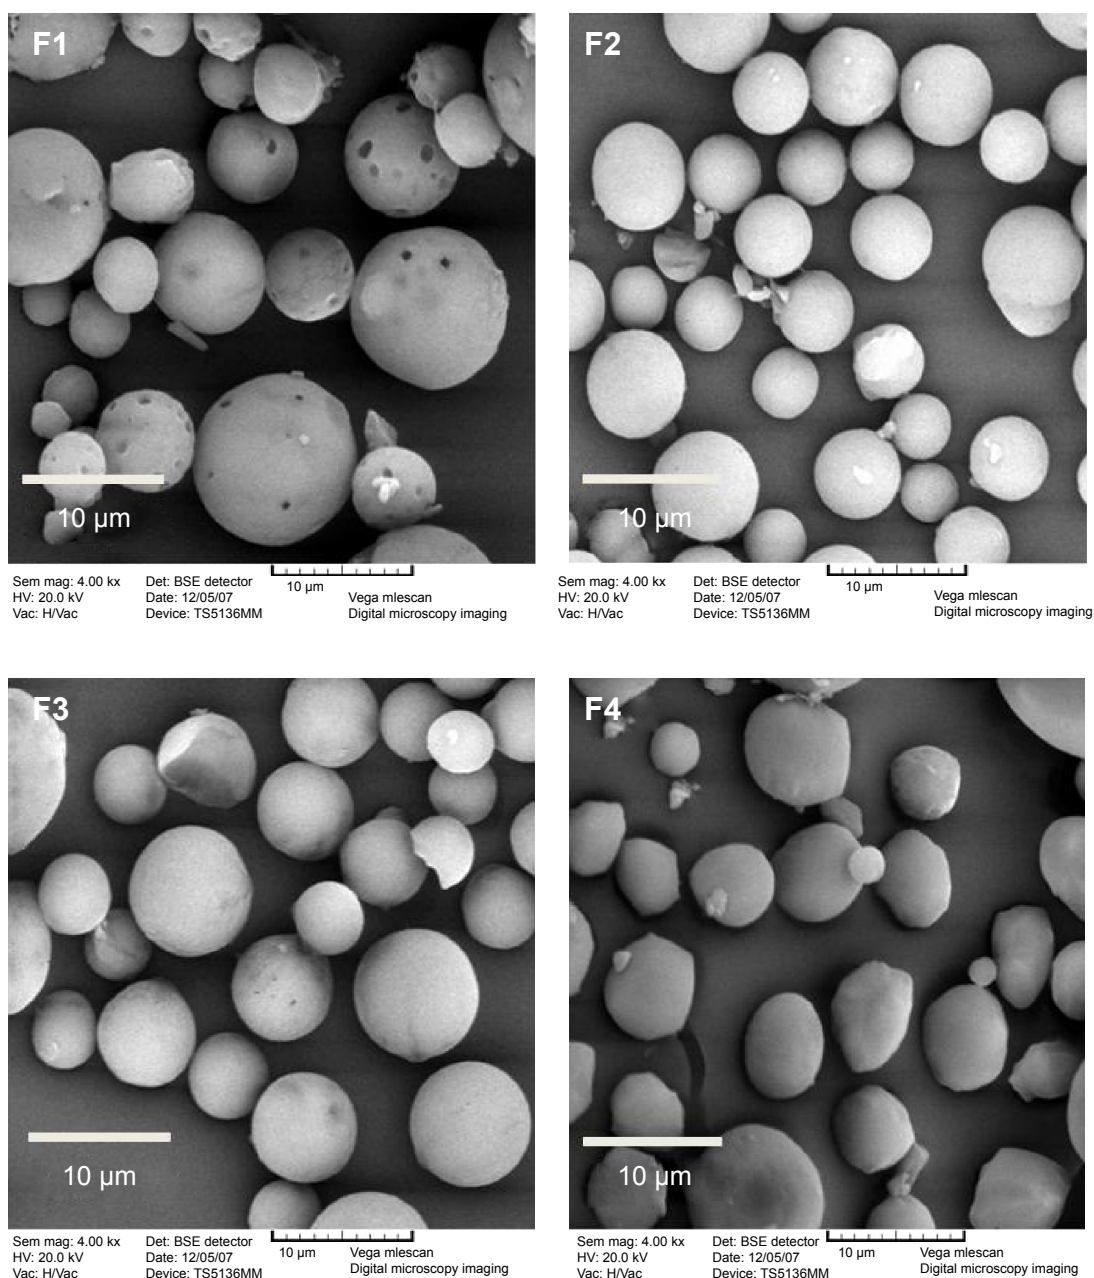 F1
10 µm
Sem mag: 4.00 kx Det: BSE detector 10 µm
HV: 20.0 kV Date: 12/05/07 Vega mlescan
Vac: H/Vac Device: TS5136MM Digital microscopy imaging
F2
10 µm
Sem mag: 4.00 kx Det: BSE detector 10 µm
HV: 20.0 kV Date: 12/05/07 Vega mlescan
Vac: H/Vac Device: TS5136MM Digital microscopy imaging
F3
10 µm
Sem mag: 4.00 kx Det: BSE detector 10 µm
HV: 20.0 kV Date: 12/05/07 Vega mlescan
Vac: H/Vac Device: TS5136MM Digital microscopy imaging
F4
10 µm
Sem mag: 4.00 kx Det: BSE detector 10 µm
HV: 20.0 kV Date: 12/05/07 Vega mlescan
Vac: H/Vac Device: TS5136MM Digital microscopy imaging